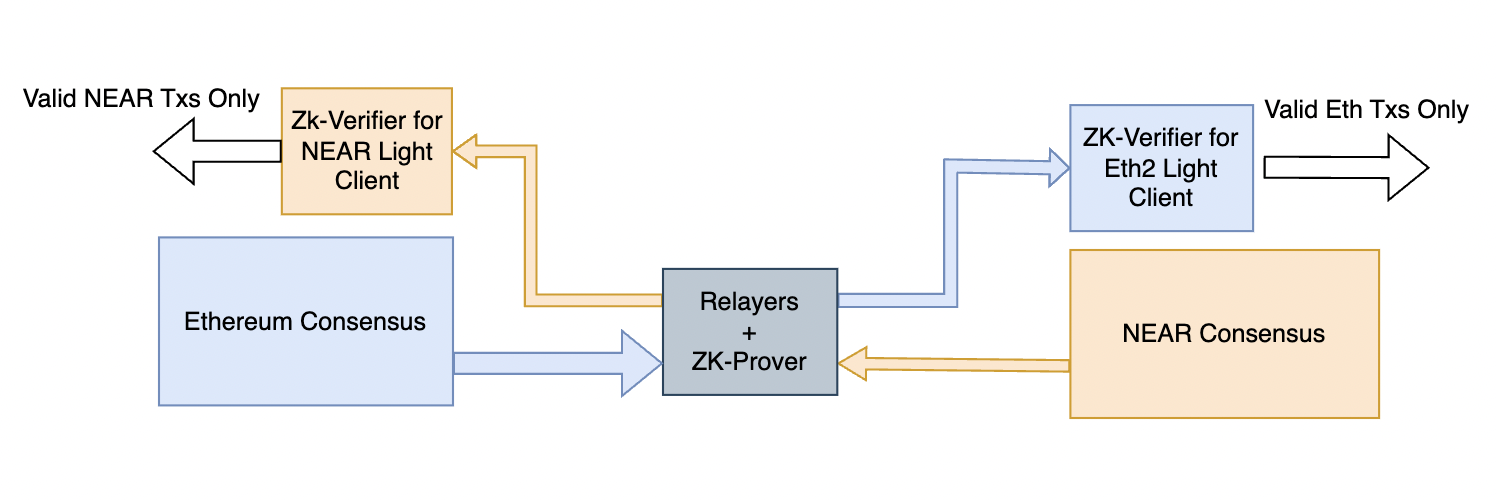 Valid NEAR Txs Only
Zk-Verifier for
NEAR Light
Client
Valid Eth Txs Only
ZK-Verifier for
Eth2 Light
Client
Ethereum Consensus
Relayers
+
ZK-Prover
NEAR Consensus